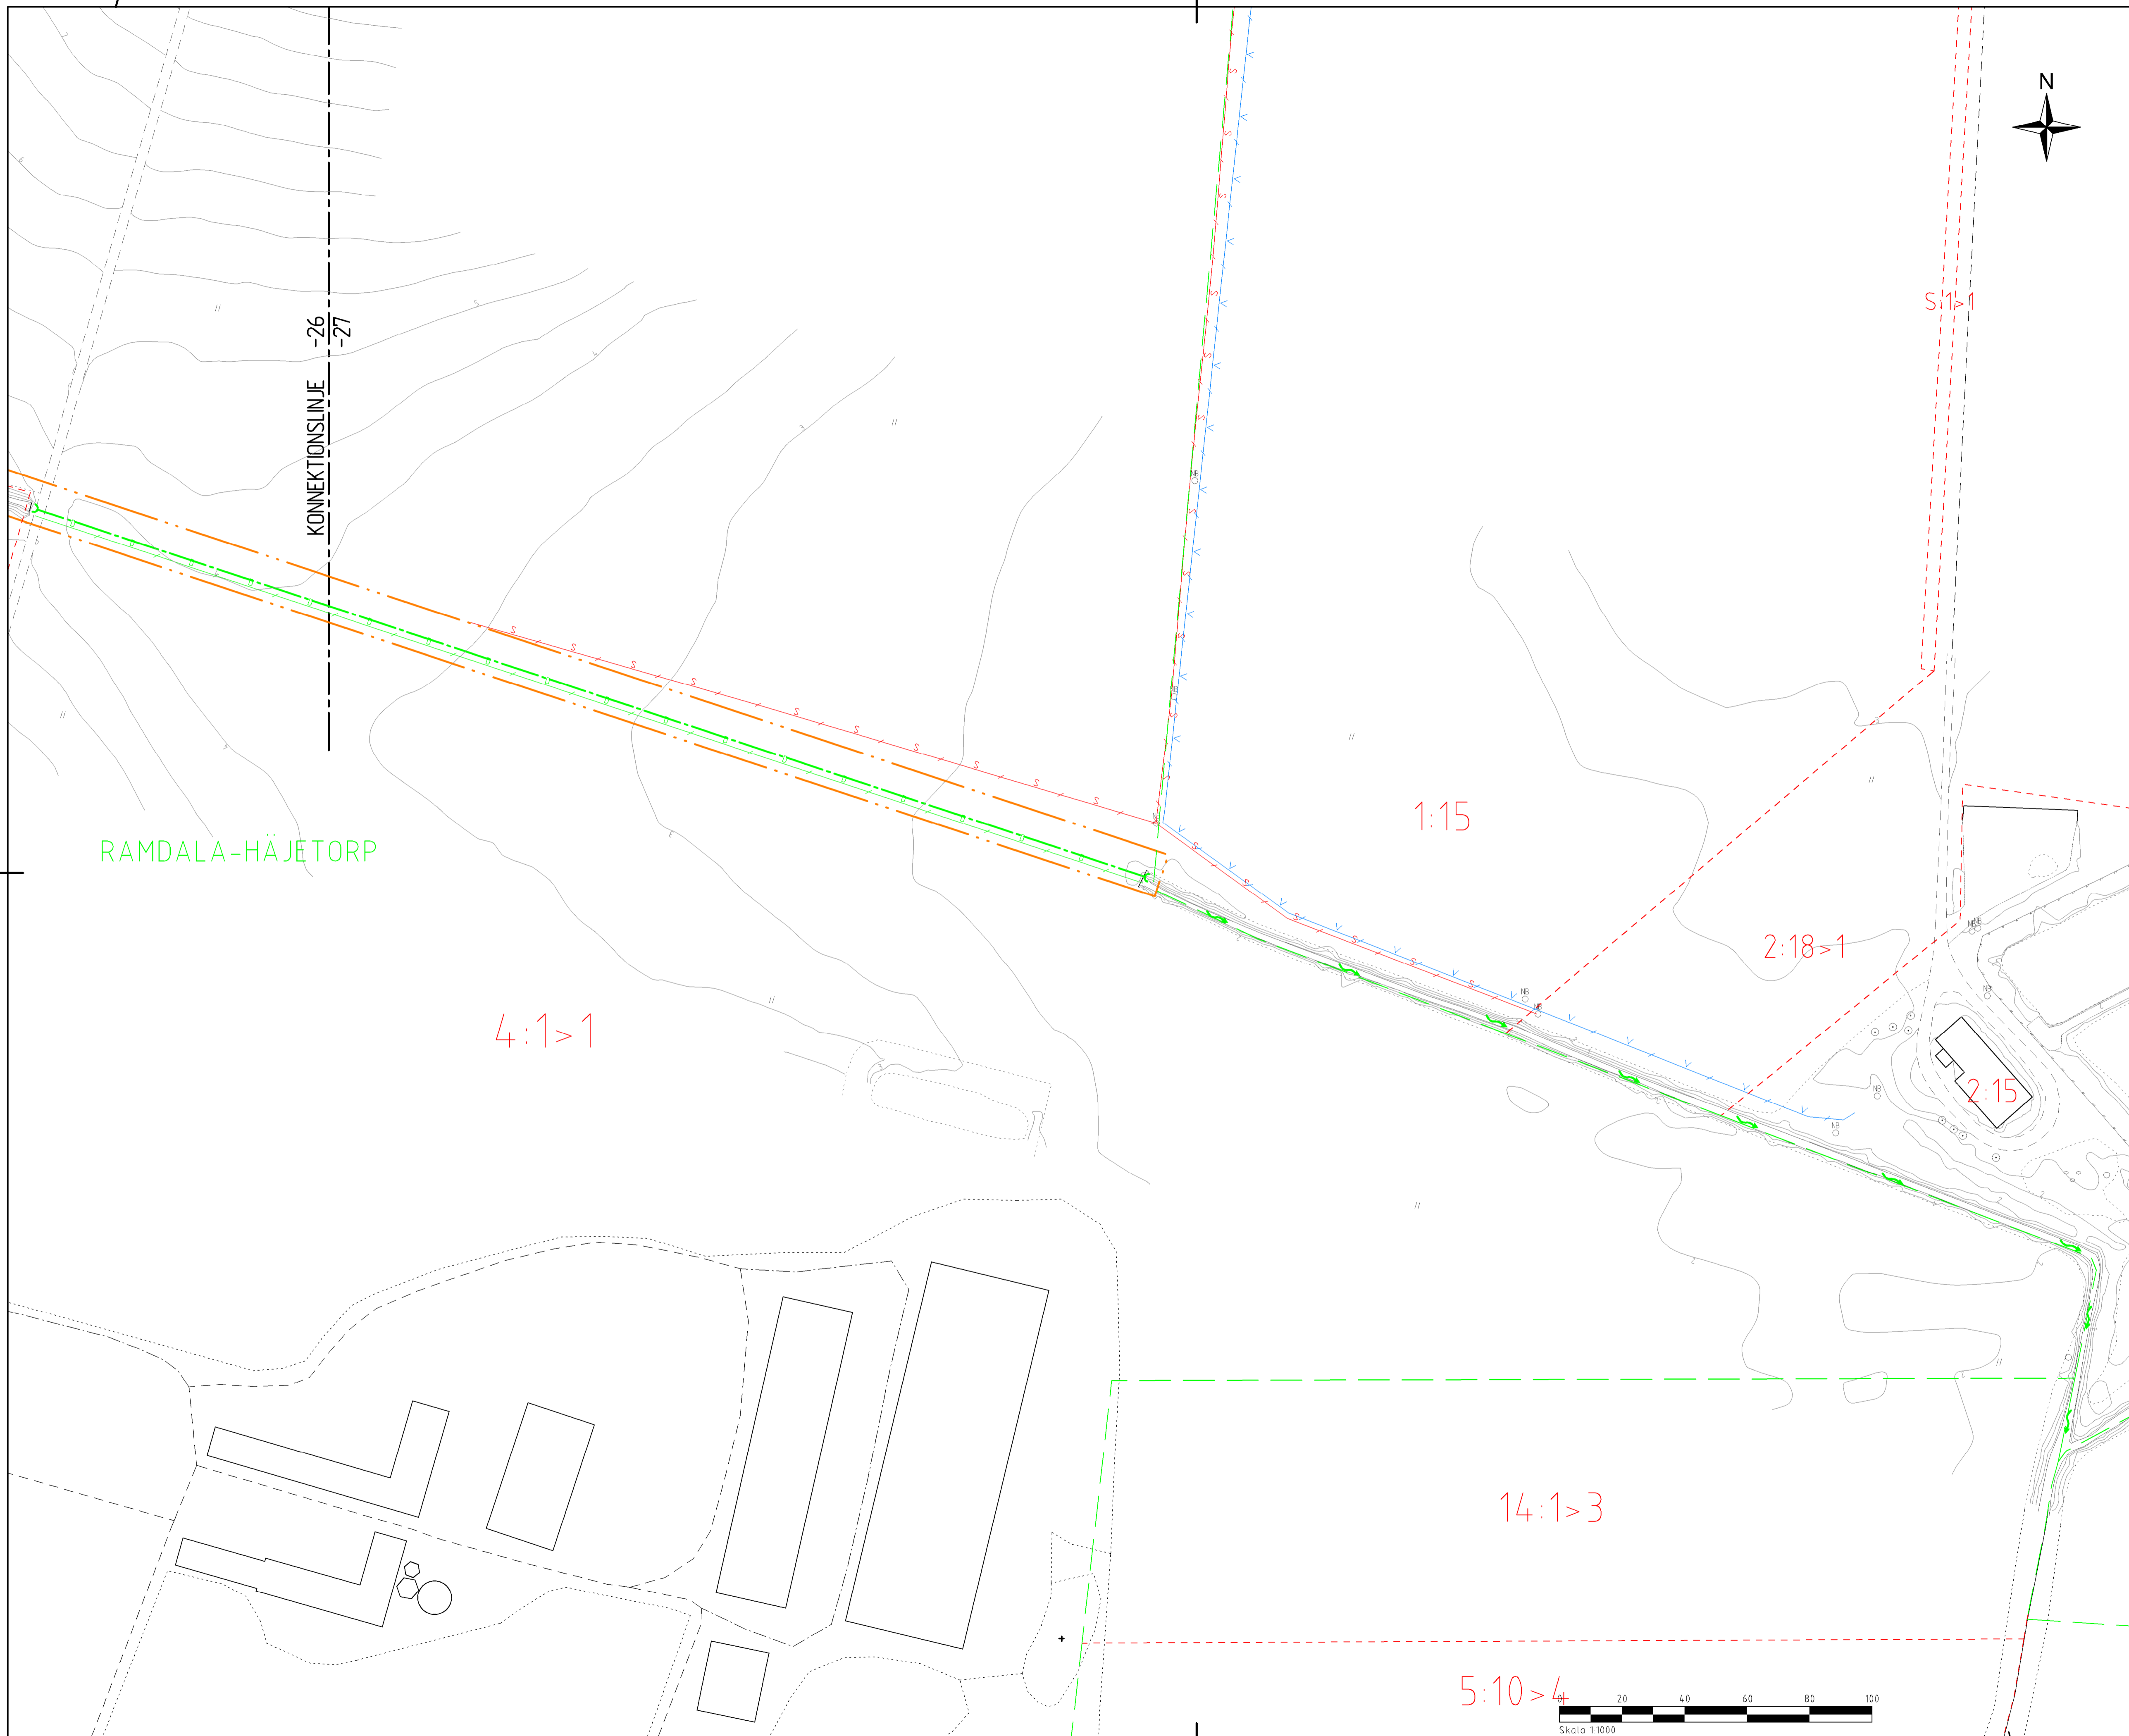 N
S:1>1
-26
KONNEKTIONSLINJE
-27
1:15
RAMDALA-HÄJETORP
2:18>1
4:1>1
2:15
14:1>3
5:10>4
0 20 40 60 80 100
Skala 1:1000